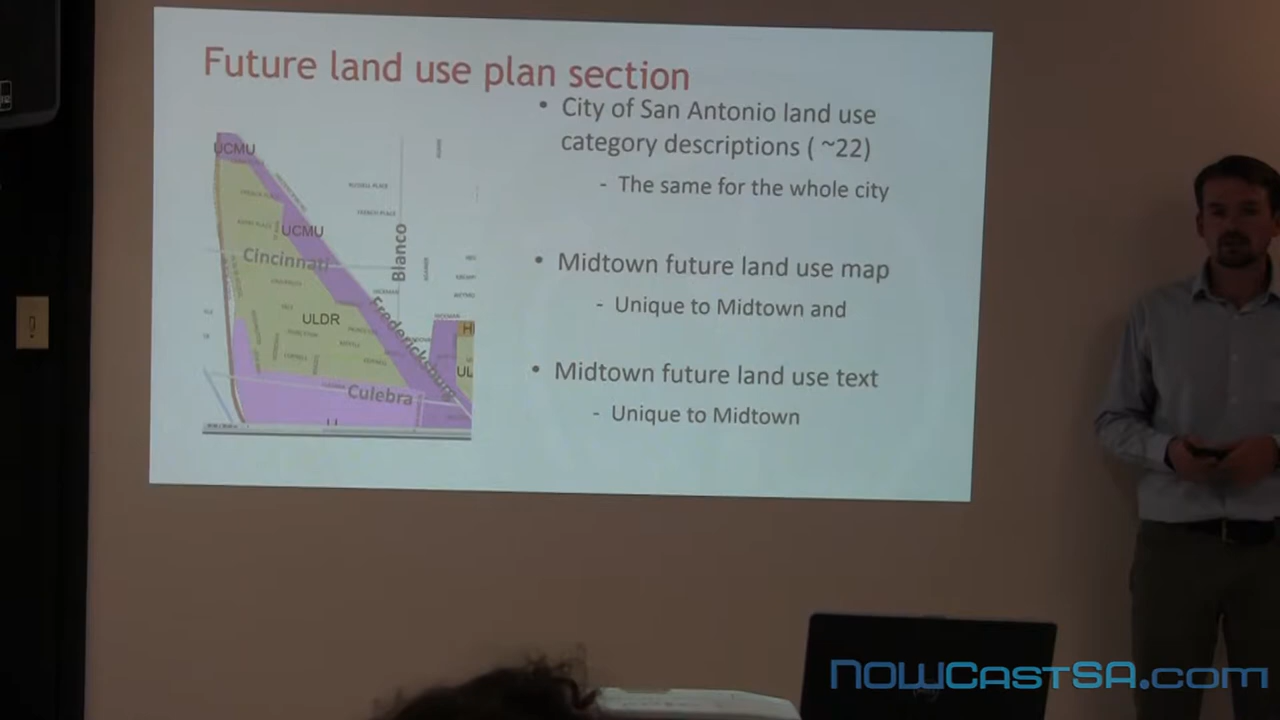 Future land use plan section
• City of San Antonio land use
category descriptions ( ~22)
- The same for the whole city
• Midtown future land use map
- Unique to Midtown and
• Midtown future land use text
- Unique to Midtown
UCMU
UCMU
Cincinnati
Blanco
ULDR
Fredericksburg
H
UL
Culebra
NowCastSA.com